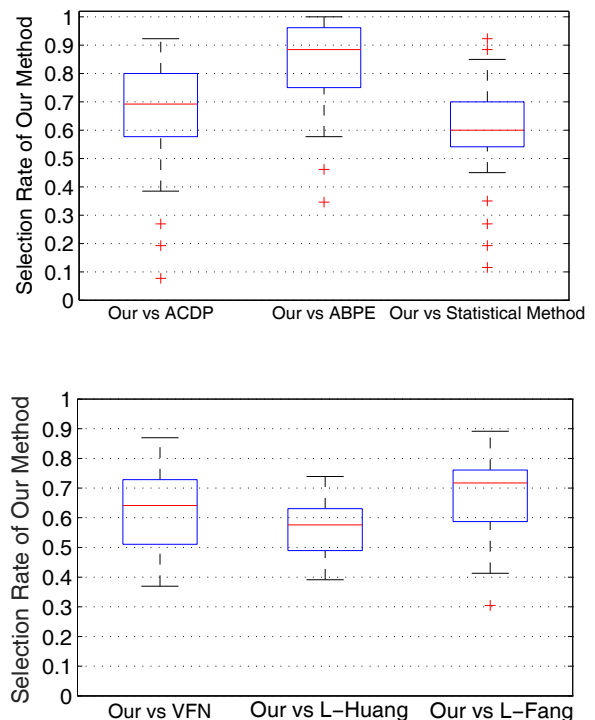 Selection Rate of Our Method
1
0.9
0.8
0.7
0.6
0.5
0.4
0.3
0.2
0.1
0
Our vs ACDP
Our vs ABPE
Our vs Statistical Method
Selection Rate of Our Method
1
0.9
0.8
0.7
0.6
0.5
0.4
0.3
0.2
0.1
0
Our vs VFN
Our vs L-Huang
Our vs L-Fang